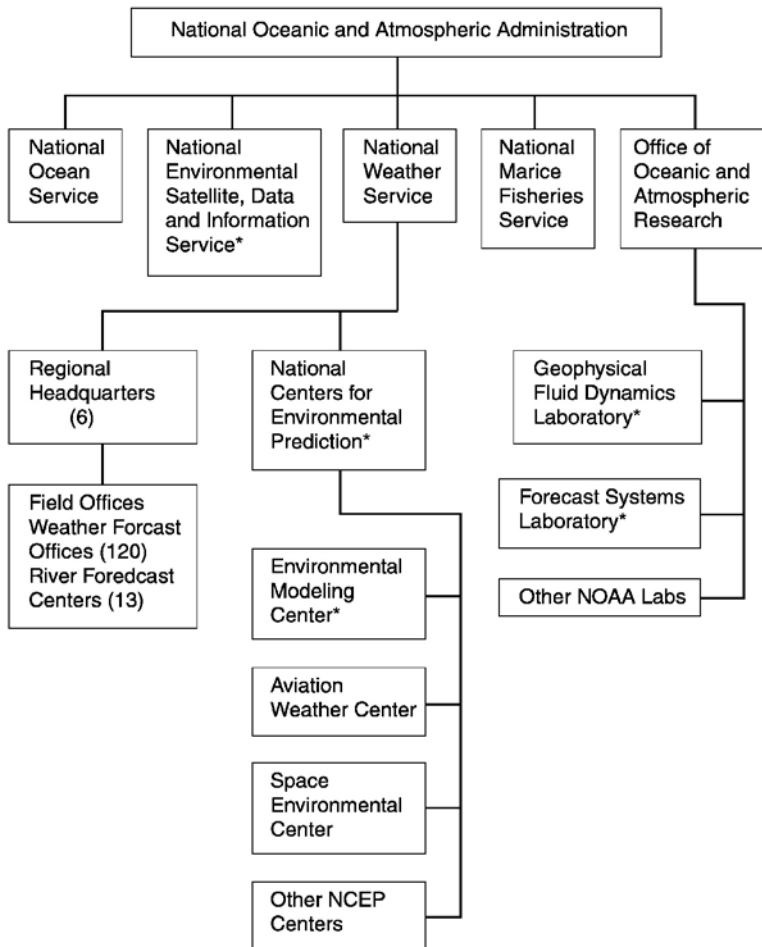 National Oceanic and Atmospheric Administration
National
Ocean
Service
National
Environmental
Satellite, Data
and Information
Service*
National
Weather
Service
National
Marice
Fisheries
Service
Office of
Oceanic and
Atmospheric
Research
Regional
Headquarters
(6)
National
Centers for
Environmental
Prediction*
Geophysical
Fluid Dynamics
Laboratory*
Field Offices
Weather Forcast
Offices (120)
River Foredcast
Centers (13)
Forecast Systems
Laboratory*
Environmental
Modeling
Center*
Other NOAA Labs
Aviation
Weather Center
Space
Environmental
Center
Other NCEP
Centers